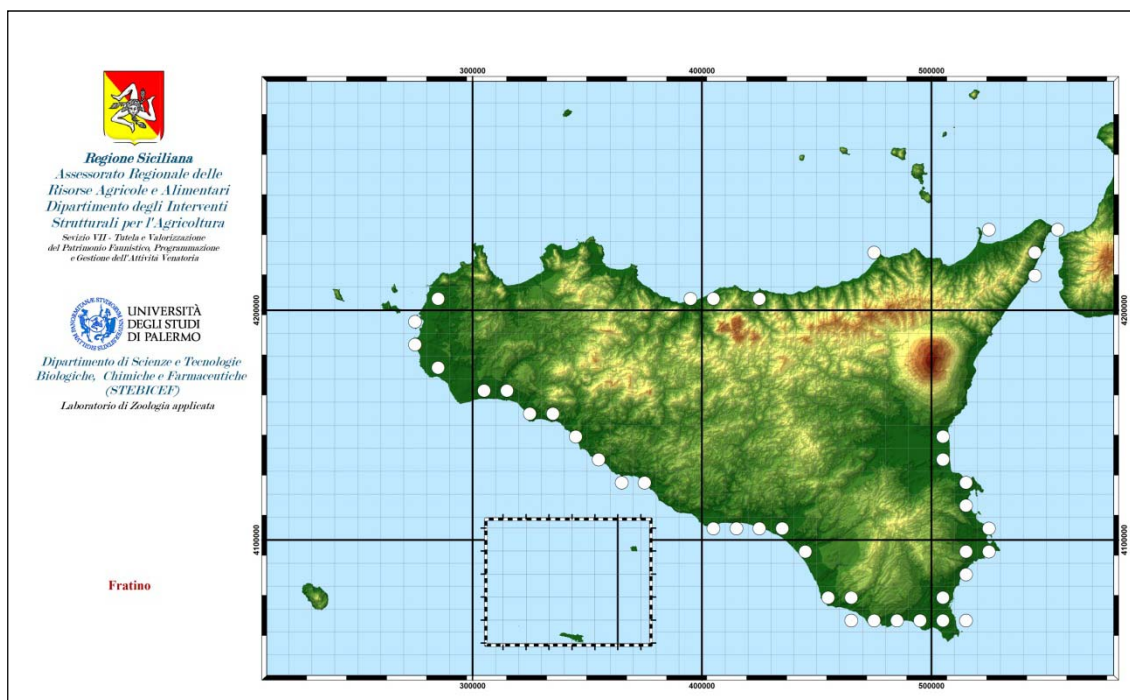 Regione Siciliana
Assessorato Regionale delle
Risorse Agricole e Alimentari
Dipartimento degli Interventi
Strutturali per l'Agricoltura
Sevizio VII - Tutela e Valorizzazione
del Patrimonio Faunistico, Programmazione
e Gestione dell'Attività Venatoria
UNIVERSITÀ
DEGLI STUDI
DI PALERMO
Dipartimento di Scienze e Tecnologie
Biologiche, Chimiche e Farmaceutiche
(STEBICEF)
Laboratorio di Zoologia applicata
Fratino
300000
400000
500000
4200000
4200000
4100000
4100000
300000
400000
500000